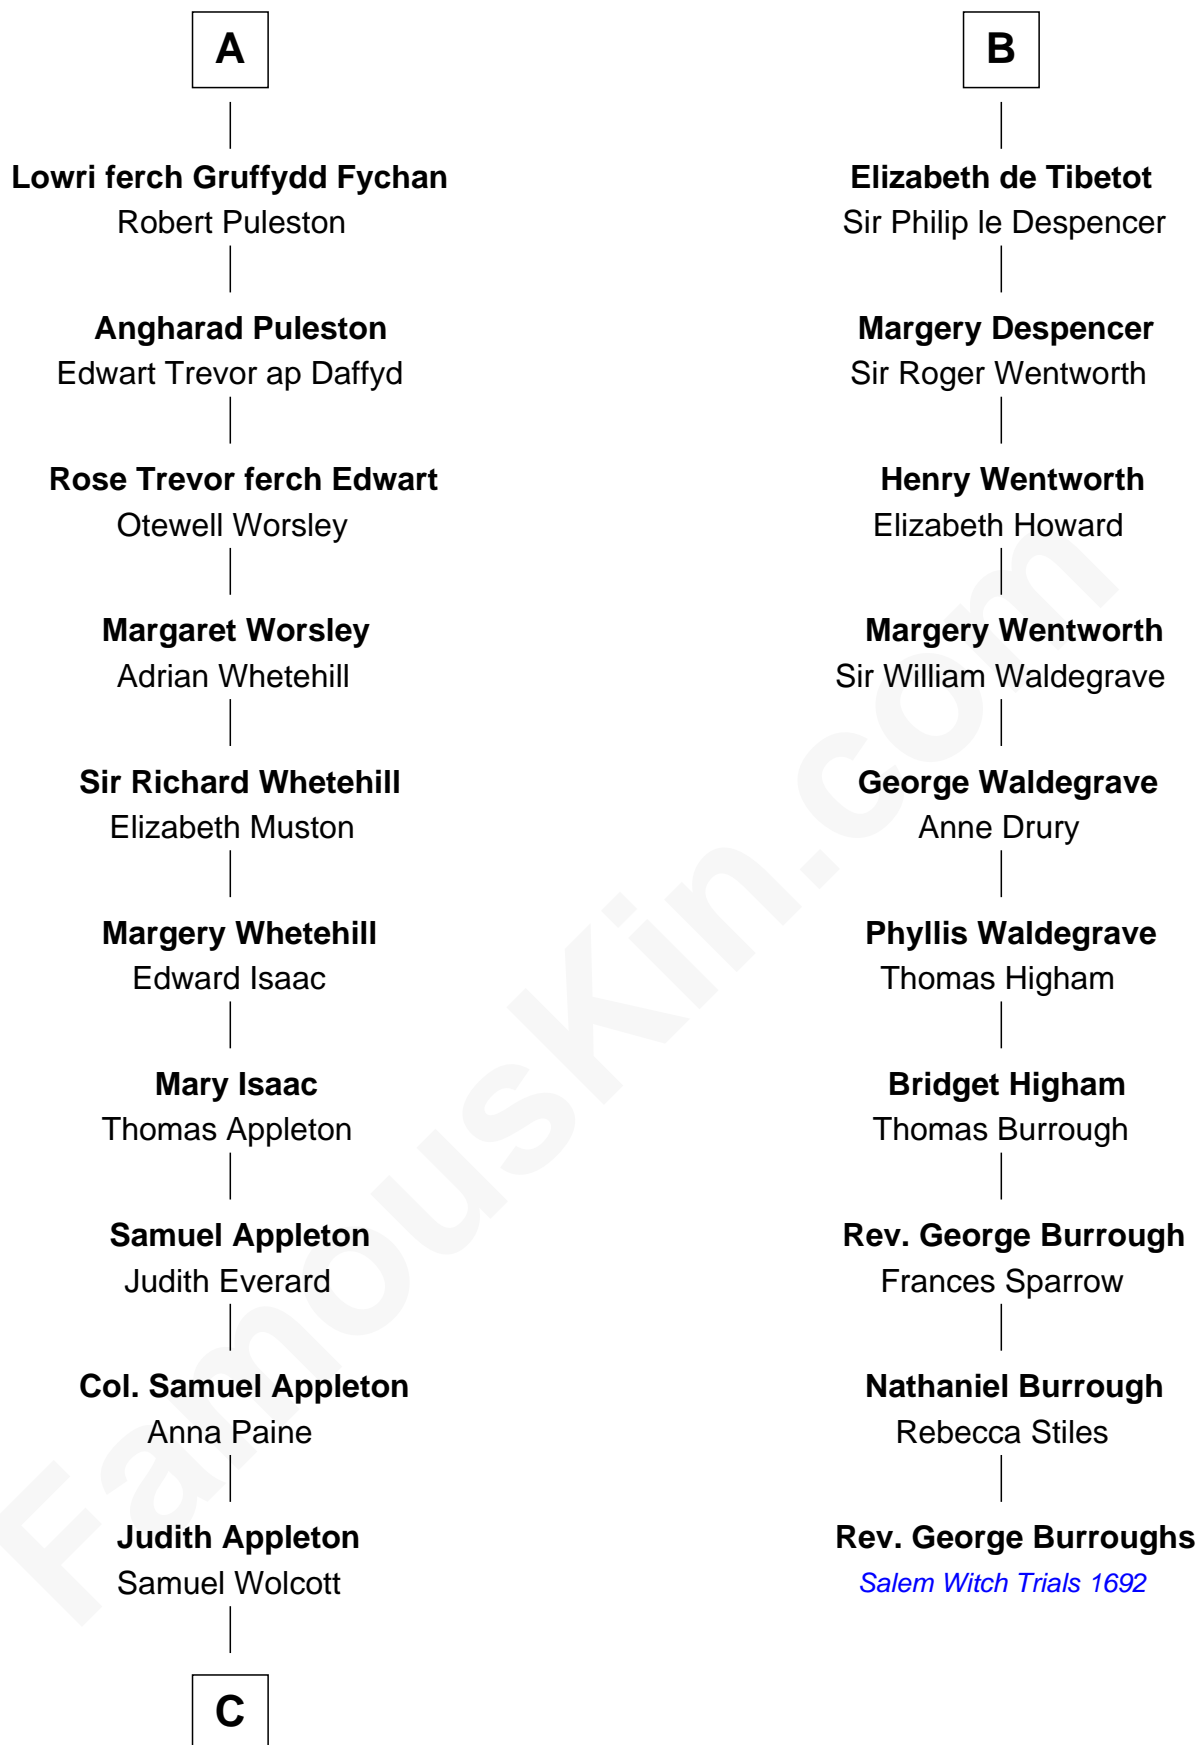 A
Lowri ferch Gruffydd Fychan
Robert Puleston
Angharad Puleston
Edwart Trevor ap Daffyd
Rose Trevor ferch Edwart
Otewell Worsley
Margaret Worsley
Adrian Whetehill
Sir Richard Whetehill
Elizabeth Muston
Margery Whetehill
Edward Isaac
Mary Isaac
Thomas Appleton
Samuel Appleton
Judith Everard
Col. Samuel Appleton
Anna Paine
Judith Appleton
Samuel Wolcott
C
B
Elizabeth de Tibetot
Sir Philip le Despencer
Margery Despencer
Sir Roger Wentworth
Henry Wentworth
Elizabeth Howard
Margery Wentworth
Sir William Waldegrave
George Waldegrave
Anne Drury
Phyllis Waldegrave
Thomas Higham
Bridget Higham
Thomas Burrough
Rev. George Burrough
Frances Sparrow
Nathaniel Burrough
Rebecca Stiles
Rev. George Burroughs
Salem Witch Trials 1692
FamousKin.com